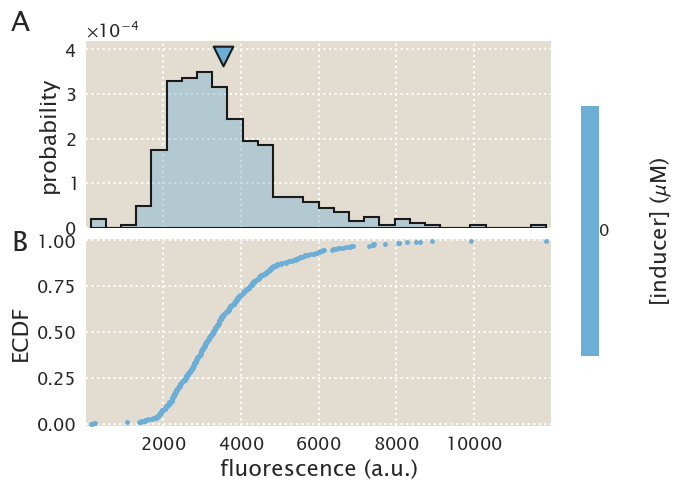 A
×10⁻⁴
4
3
2
1
0
probability
B
1.00
0.75
0.50
0.25
0.00
ECDF
2000 4000 6000 8000 10000
fluorescence (a.u.)
0
[inducer] (μM)